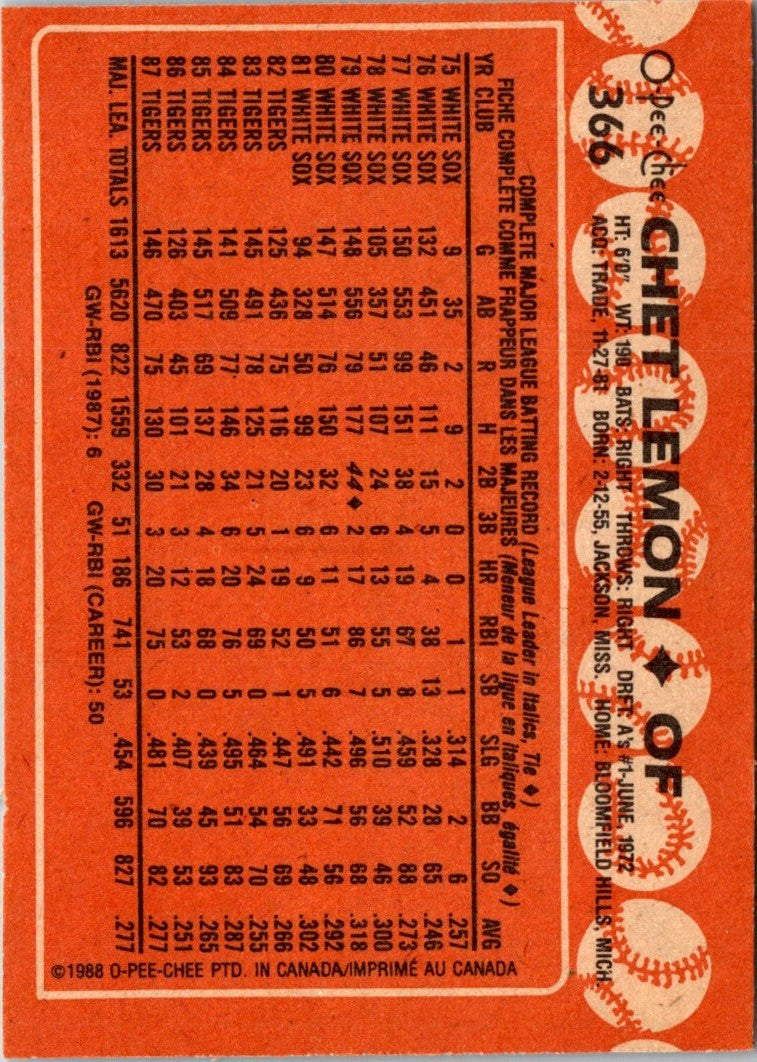 O-Pee-Chee
366
CHET LEMON ♦ OF
HT: 6'0" WT: 190 BATS: RIGHT THROWS: RIGHT DRFT: A's #1-JUNE, 1972
ACQ: TRADE, 11-27-81 BORN: 2-12-55, JACKSON, MISS. HOME: BLOOMFIELD HILLS, MICH.
COMPLETE MAJOR LEAGUE BATTING RECORD (League Leader in Italics, Tie ♦)
FICHE COMPLÈTE COMME FRAPPEUR DANS LES MAJEURES (Meneur de la ligue en italiques, égalité ♦)
YR CLUB G AB R H 2B 3B HR RBI SB SLG BB SO AVG
75 WHITE SOX 9 35 2 9 2 0 0 1 1 .314 2 6 .257
76 WHITE SOX 132 451 46 111 15 5 4 38 13 .328 28 65 .246
77 WHITE SOX 150 553 99 151 38 4 19 67 8 .459 52 88 .273
78 WHITE SOX 105 357 51 107 24 6 13 55 5 .510 39 46 .300
79 WHITE SOX 148 556 79 177 44♦ 2 17 86 7 .496 56 68 .318
80 WHITE SOX 147 514 76 150 32 6 11 51 6 .442 71 56 .292
81 WHITE SOX 94 328 50 99 23 6 9 50 5 .491 33 48 .302
82 TIGERS 125 436 75 116 20 1 19 52 1 .447 56 69 .266
83 TIGERS 145 491 78 125 21 5 24 69 0 .464 54 70 .255
84 TIGERS 141 509 77 146 34 6 20 76 5 .495 51 83 .287
85 TIGERS 145 517 69 137 28 4 18 68 0 .439 45 93 .265
86 TIGERS 126 403 45 101 21 3 12 53 2 .407 39 53 .251
87 TIGERS 146 470 75 130 30 3 20 75 0 .481 70 82 .277
MAJ. LEA. TOTALS 1613 5620 822 1559 332 51 186 741 53 .454 596 827 .277
GW-RBI (1987): 6 GW-RBI (CAREER): 50
©1988 O-PEE-CHEE PTD. IN CANADA/IMPRIMÉ AU CANADA